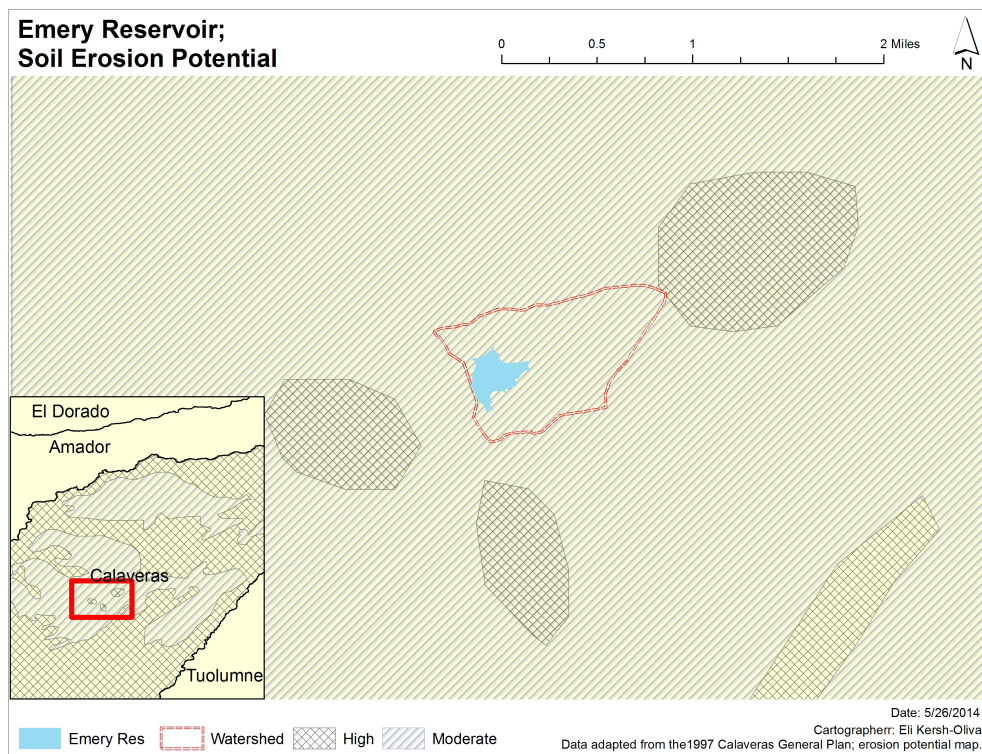 Emery Reservoir;
Soil Erosion Potential
0 0.5 1 2 Miles
N
El Dorado
Amador
Calaveras
Tuolumne
Emery Res
Watershed
High
Moderate
Date: 5/26/2014
Cartographerr: Eli Kersh-Oliva
Data adapted from the1997 Calaveras General Plan; erosion potential map.